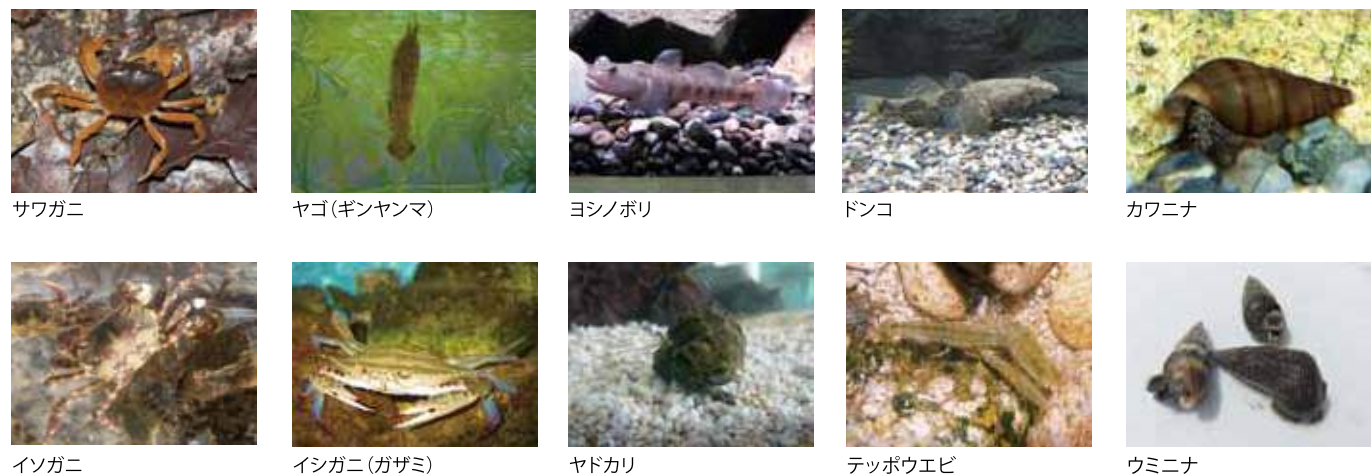 サワガニ
ヤゴ（ギンヤンマ）
ヨシノボリ
ドンコ
カワニナ
イソガニ
イシガニ（ガザミ）
ヤドカリ
テッポウエビ
ウミニナ